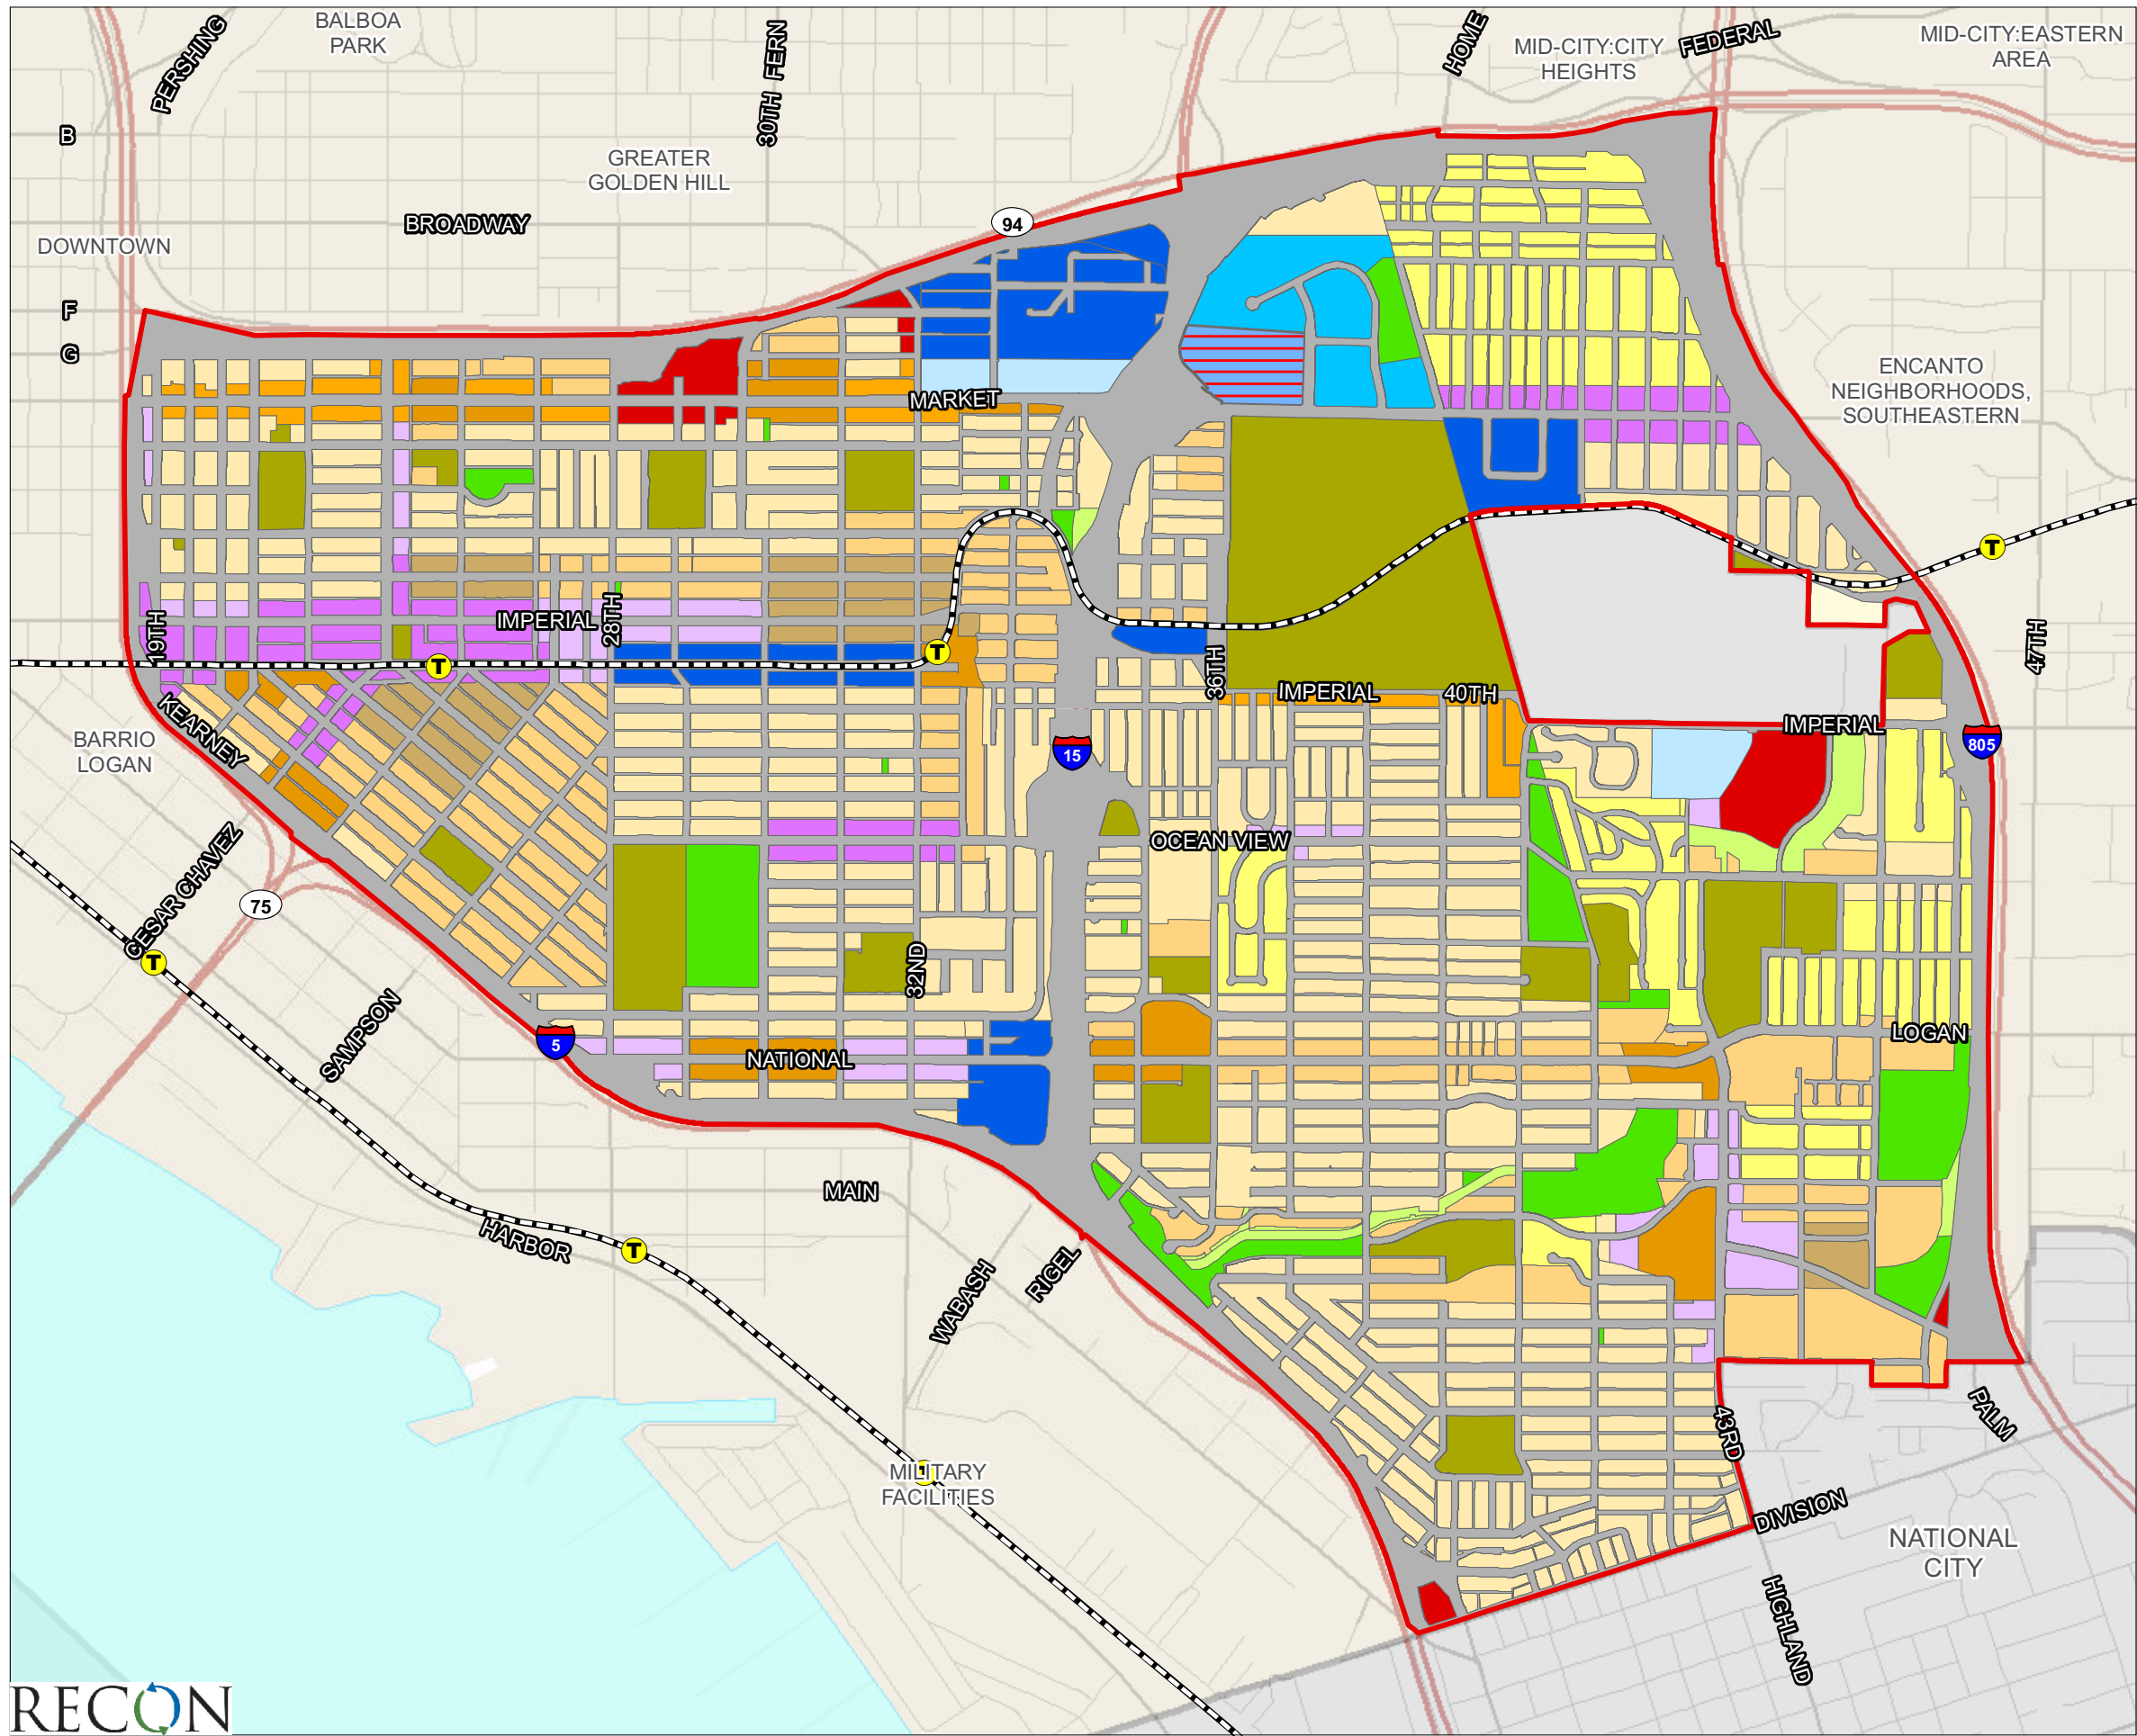 PERSHING
BALBOA
PARK
30TH
FERN
HOME
MID-CITY:CITY
HEIGHTS
FEDERAL
MID-CITY:EASTERN
AREA
B
GREATER
GOLDEN HILL
BROADWAY
94
DOWNTOWN
F
G
MARKET
ENCANTO
NEIGHBORHOODS,
SOUTHEASTERN
T
19TH
IMPERIAL
28TH
T
T
36TH
IMPERIAL
40TH
47TH
IMPERIAL
KEARNEY
BARRIO
LOGAN
15
805
OCEAN VIEW
CESAR CHAVEZ
75
T
32ND
SAMPSON
5
NATIONAL
LOGAN
MAIN
HARBOR
T
WABASH
RIGEL
43RD
PALM
T
MILITARY
FACILITIES
DIVISION
NATIONAL
CITY
HIGHLAND
RECON